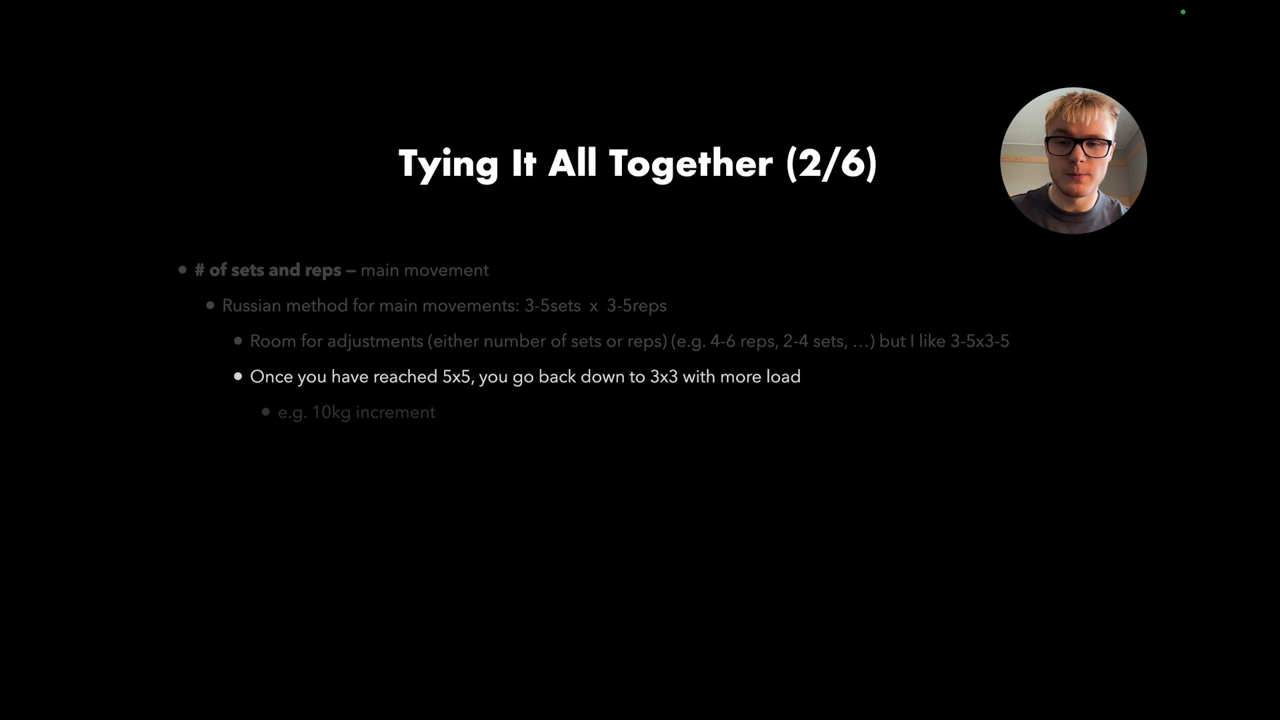 Tying It All Together (2/6)
# of sets and reps – main movement
Russian method for main movements: 3-5sets x 3-5reps
Room for adjustments (either number of sets or reps) (e.g. 4-6 reps, 2-4 sets, …) but I like 3-5x3-5
Once you have reached 5x5, you go back down to 3x3 with more load
e.g. 10kg increment